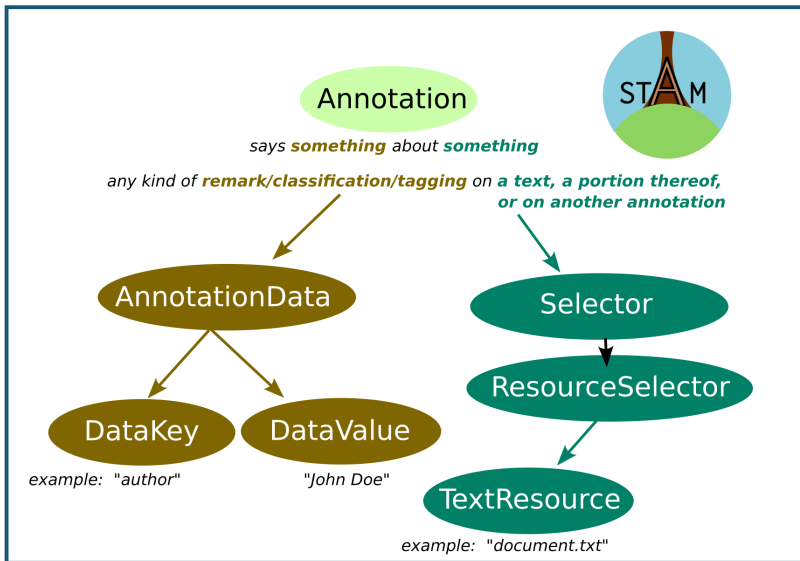 Annotation
STAM
says something about something
any kind of remark/classification/tagging on a text, a portion thereof,
or on another annotation
AnnotationData
Selector
ResourceSelector
DataKey
DataValue
example: "author"
"John Doe"
TextResource
example: "document.txt"